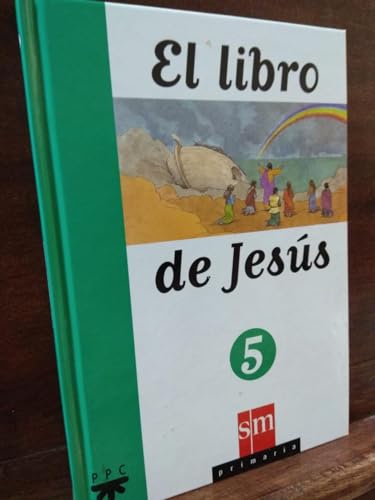 El libro
de Jesús
5
sm
primaria
PPC